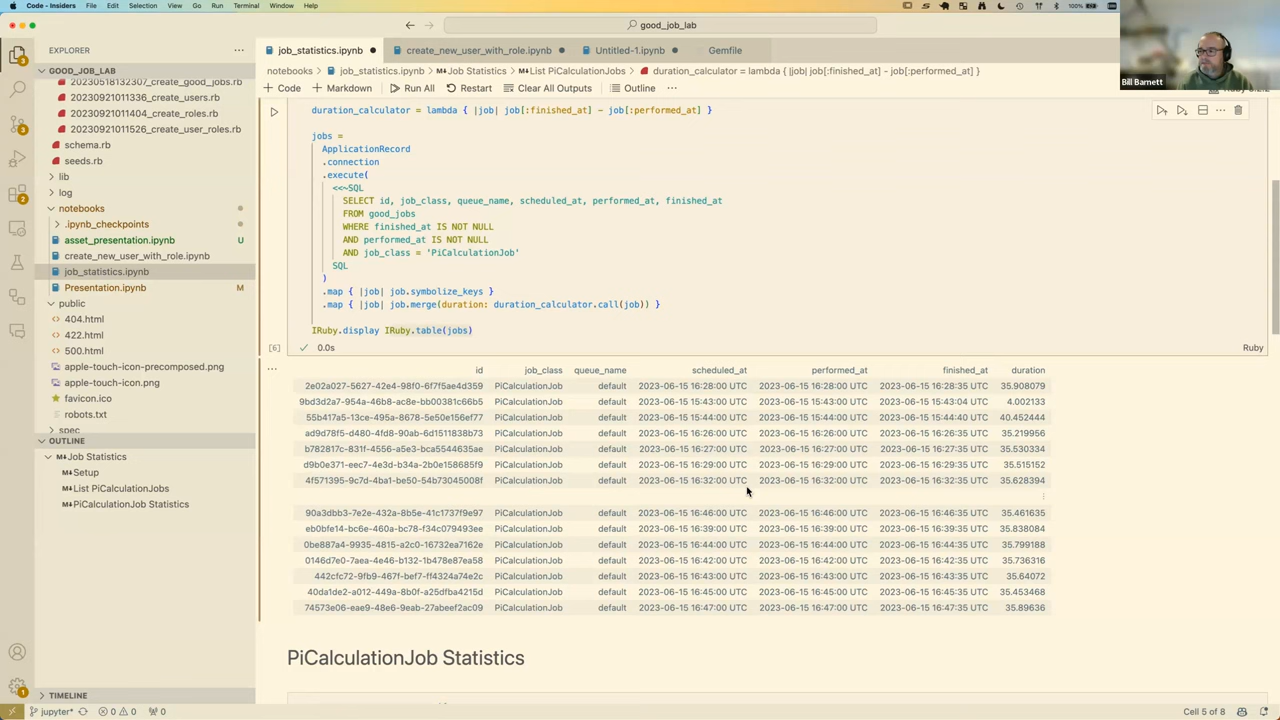 Code - Insiders File Edit Selection View Go Run Terminal Window Help
100%
good_job_lab
EXPLORER
job_statistics.ipynb
create_new_user_with_role.ipynb
Untitled-1.ipynb
Gemfile
GOOD_JOB_LAB
notebooks > job_statistics.ipynb > Job Statistics > List PiCalculationJobs > duration_calculator = lambda { |job| job[:finished_at] - job[:performed_at] }
Code Markdown Run All Restart Clear All Outputs Outline
Bill Barnett
20230518132307_create_good_jobs.rb
20230921011336_create_users.rb
20230921011404_create_roles.rb
20230921011526_create_user_roles.rb
schema.rb
seeds.rb
lib
log
notebooks
.ipynb_checkpoints
asset_presentation.ipynb U
create_new_user_with_role.ipynb
job_statistics.ipynb
Presentation.ipynb M
public
404.html
422.html
500.html
apple-touch-icon-precomposed.png
apple-touch-icon.png
favicon.ico
robots.txt
spec
OUTLINE
Job Statistics
Setup
List PiCalculationJobs
PiCalculationJob Statistics
TIMELINE
duration_calculator = lambda { |job| job[:finished_at] - job[:performed_at] }
jobs =
ApplicationRecord
.connection
.execute(
<<~SQL
SELECT id, job_class, queue_name, scheduled_at, performed_at, finished_at
FROM good_jobs
WHERE finished_at IS NOT NULL
AND performed_at IS NOT NULL
AND job_class = 'PiCalculationJob'
SQL
)
.map { |job| job.symbolize_keys }
.map { |job| job.merge(duration: duration_calculator.call(job)) }
IRuby.display IRuby.table(jobs)
[6] 0.0s Ruby
id job_class queue_name scheduled_at performed_at finished_at duration
2e02a027-5627-42e4-98f0-6f7f5ae4d359 PiCalculationJob default 2023-06-15 16:28:00 UTC 2023-06-15 16:28:00 UTC 2023-06-15 16:28:35 UTC 35.908079
9bd3d2a7-954a-46b8-ac8e-bb00381c66b5 PiCalculationJob default 2023-06-15 15:43:00 UTC 2023-06-15 15:43:00 UTC 2023-06-15 15:43:04 UTC 4.002133
55b417a5-13ce-495a-8678-5e50e156ef77 PiCalculationJob default 2023-06-15 15:44:00 UTC 2023-06-15 15:44:00 UTC 2023-06-15 15:44:40 UTC 40.452444
ad9d78f5-d480-4fd8-90ab-6d1511838b73 PiCalculationJob default 2023-06-15 16:26:00 UTC 2023-06-15 16:26:00 UTC 2023-06-15 16:26:35 UTC 35.219956
b782817c-831f-4556-a5e3-bca5544635ae PiCalculationJob default 2023-06-15 16:27:00 UTC 2023-06-15 16:27:00 UTC 2023-06-15 16:27:35 UTC 35.530334
d9b0e371-eec7-4e3d-b34a-2b0e158685f9 PiCalculationJob default 2023-06-15 16:29:00 UTC 2023-06-15 16:29:00 UTC 2023-06-15 16:29:35 UTC 35.515152
4f571395-9c7d-4ba1-be50-54b73045008f PiCalculationJob default 2023-06-15 16:32:00 UTC 2023-06-15 16:32:00 UTC 2023-06-15 16:32:35 UTC 35.628394
⋮
90a3dbb3-7e2e-432a-8b5e-41c1737f9e97 PiCalculationJob default 2023-06-15 16:46:00 UTC 2023-06-15 16:46:00 UTC 2023-06-15 16:46:35 UTC 35.461635
eb0bfe14-bc6e-460a-bc78-f34c079493ee PiCalculationJob default 2023-06-15 16:39:00 UTC 2023-06-15 16:39:00 UTC 2023-06-15 16:39:35 UTC 35.838084
0be887a4-9935-4815-a2c0-16732ea7162e PiCalculationJob default 2023-06-15 16:44:00 UTC 2023-06-15 16:44:00 UTC 2023-06-15 16:44:35 UTC 35.799188
0146d7e0-7aea-4e46-b132-1b478e87ea58 PiCalculationJob default 2023-06-15 16:42:00 UTC 2023-06-15 16:42:00 UTC 2023-06-15 16:42:35 UTC 35.736316
442cfc72-9fb9-467f-bef7-ff4324a74e2c PiCalculationJob default 2023-06-15 16:43:00 UTC 2023-06-15 16:43:00 UTC 2023-06-15 16:43:35 UTC 35.64072
40da1de2-a012-449a-8b0f-a25dfba4215d PiCalculationJob default 2023-06-15 16:45:00 UTC 2023-06-15 16:45:00 UTC 2023-06-15 16:45:35 UTC 35.453468
74573e06-eae9-48e6-9eab-27abeef2ac09 PiCalculationJob default 2023-06-15 16:47:00 UTC 2023-06-15 16:47:00 UTC 2023-06-15 16:47:35 UTC 35.89636
PiCalculationJob Statistics
jupyter* 0 0 0 Cell 5 of 8